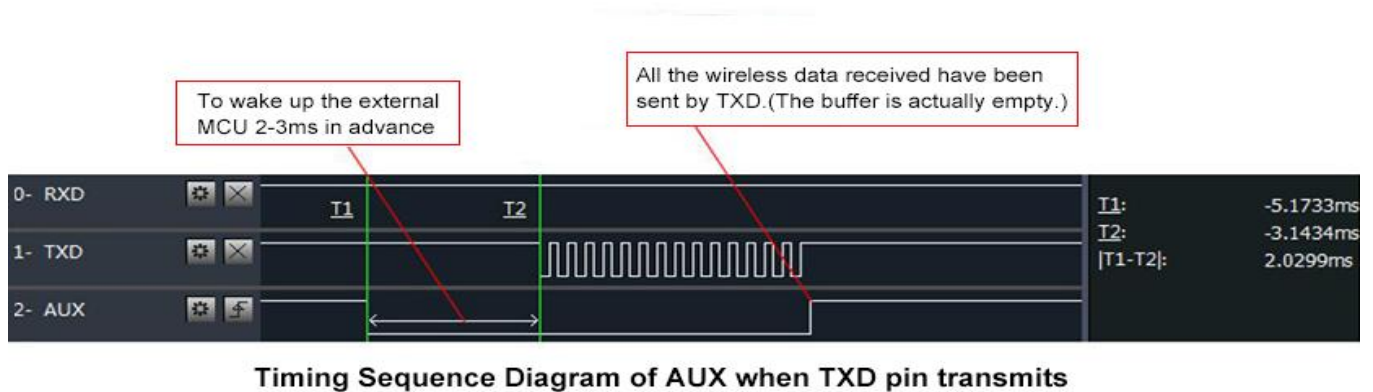 To wake up the external
MCU 2-3ms in advance
All the wireless data received have been
sent by TXD.(The buffer is actually empty.)
0- RXD
T1
T2
T1: -5.1733ms
T2: -3.1434ms
|T1-T2|: 2.0299ms
1- TXD
2- AUX
Timing Sequence Diagram of AUX when TXD pin transmits